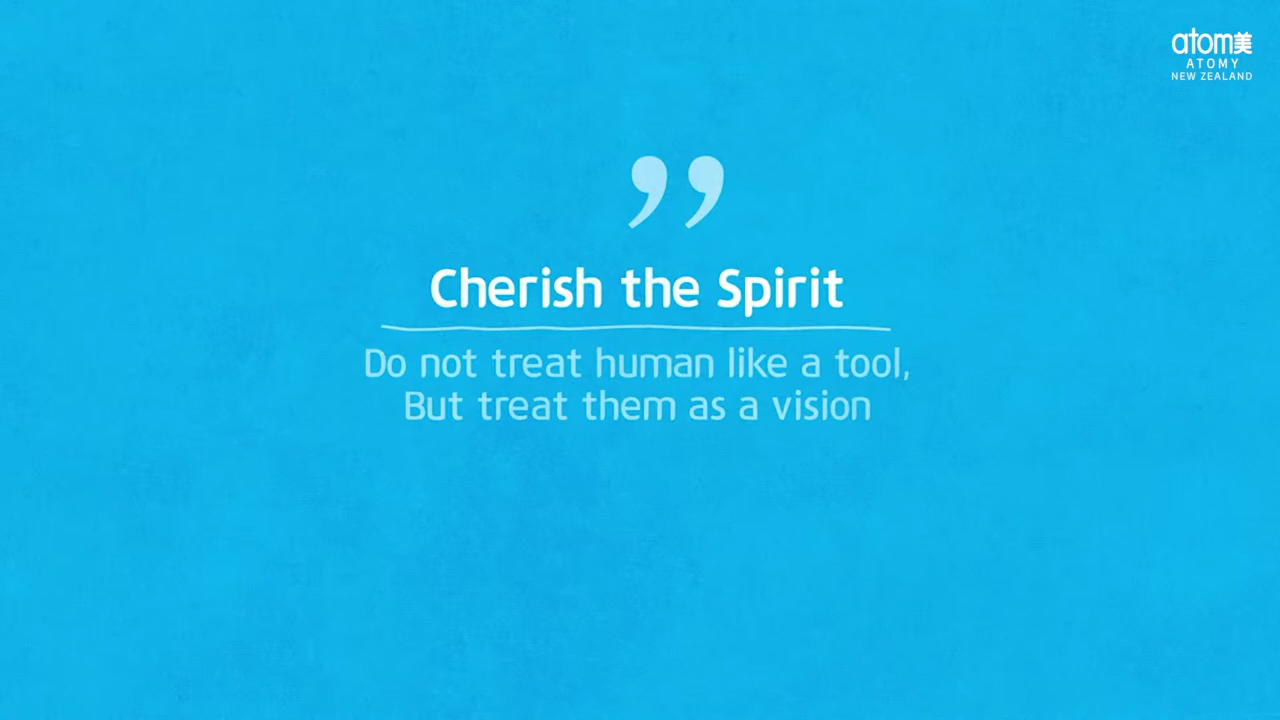 atom美
ATOMY
NEW ZEALAND
”
Cherish the Spirit
Do not treat human like a tool,
But treat them as a vision